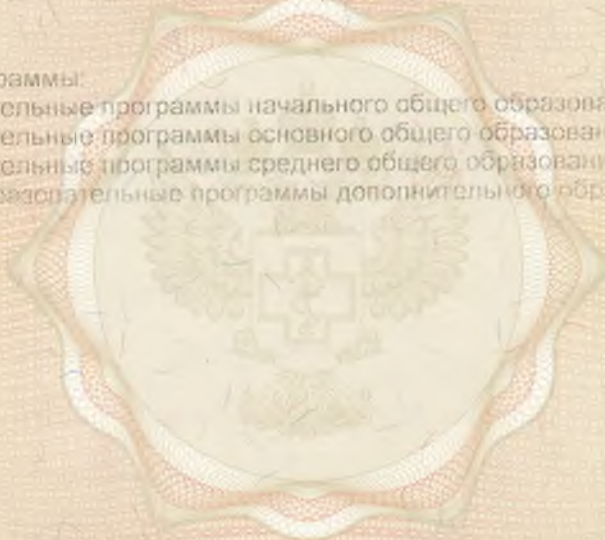 раммы:
ельные программы начального общего образова
ельные программы основного общего образован
ельные программы среднего общего образовани
разовательные программы дополнительного обр